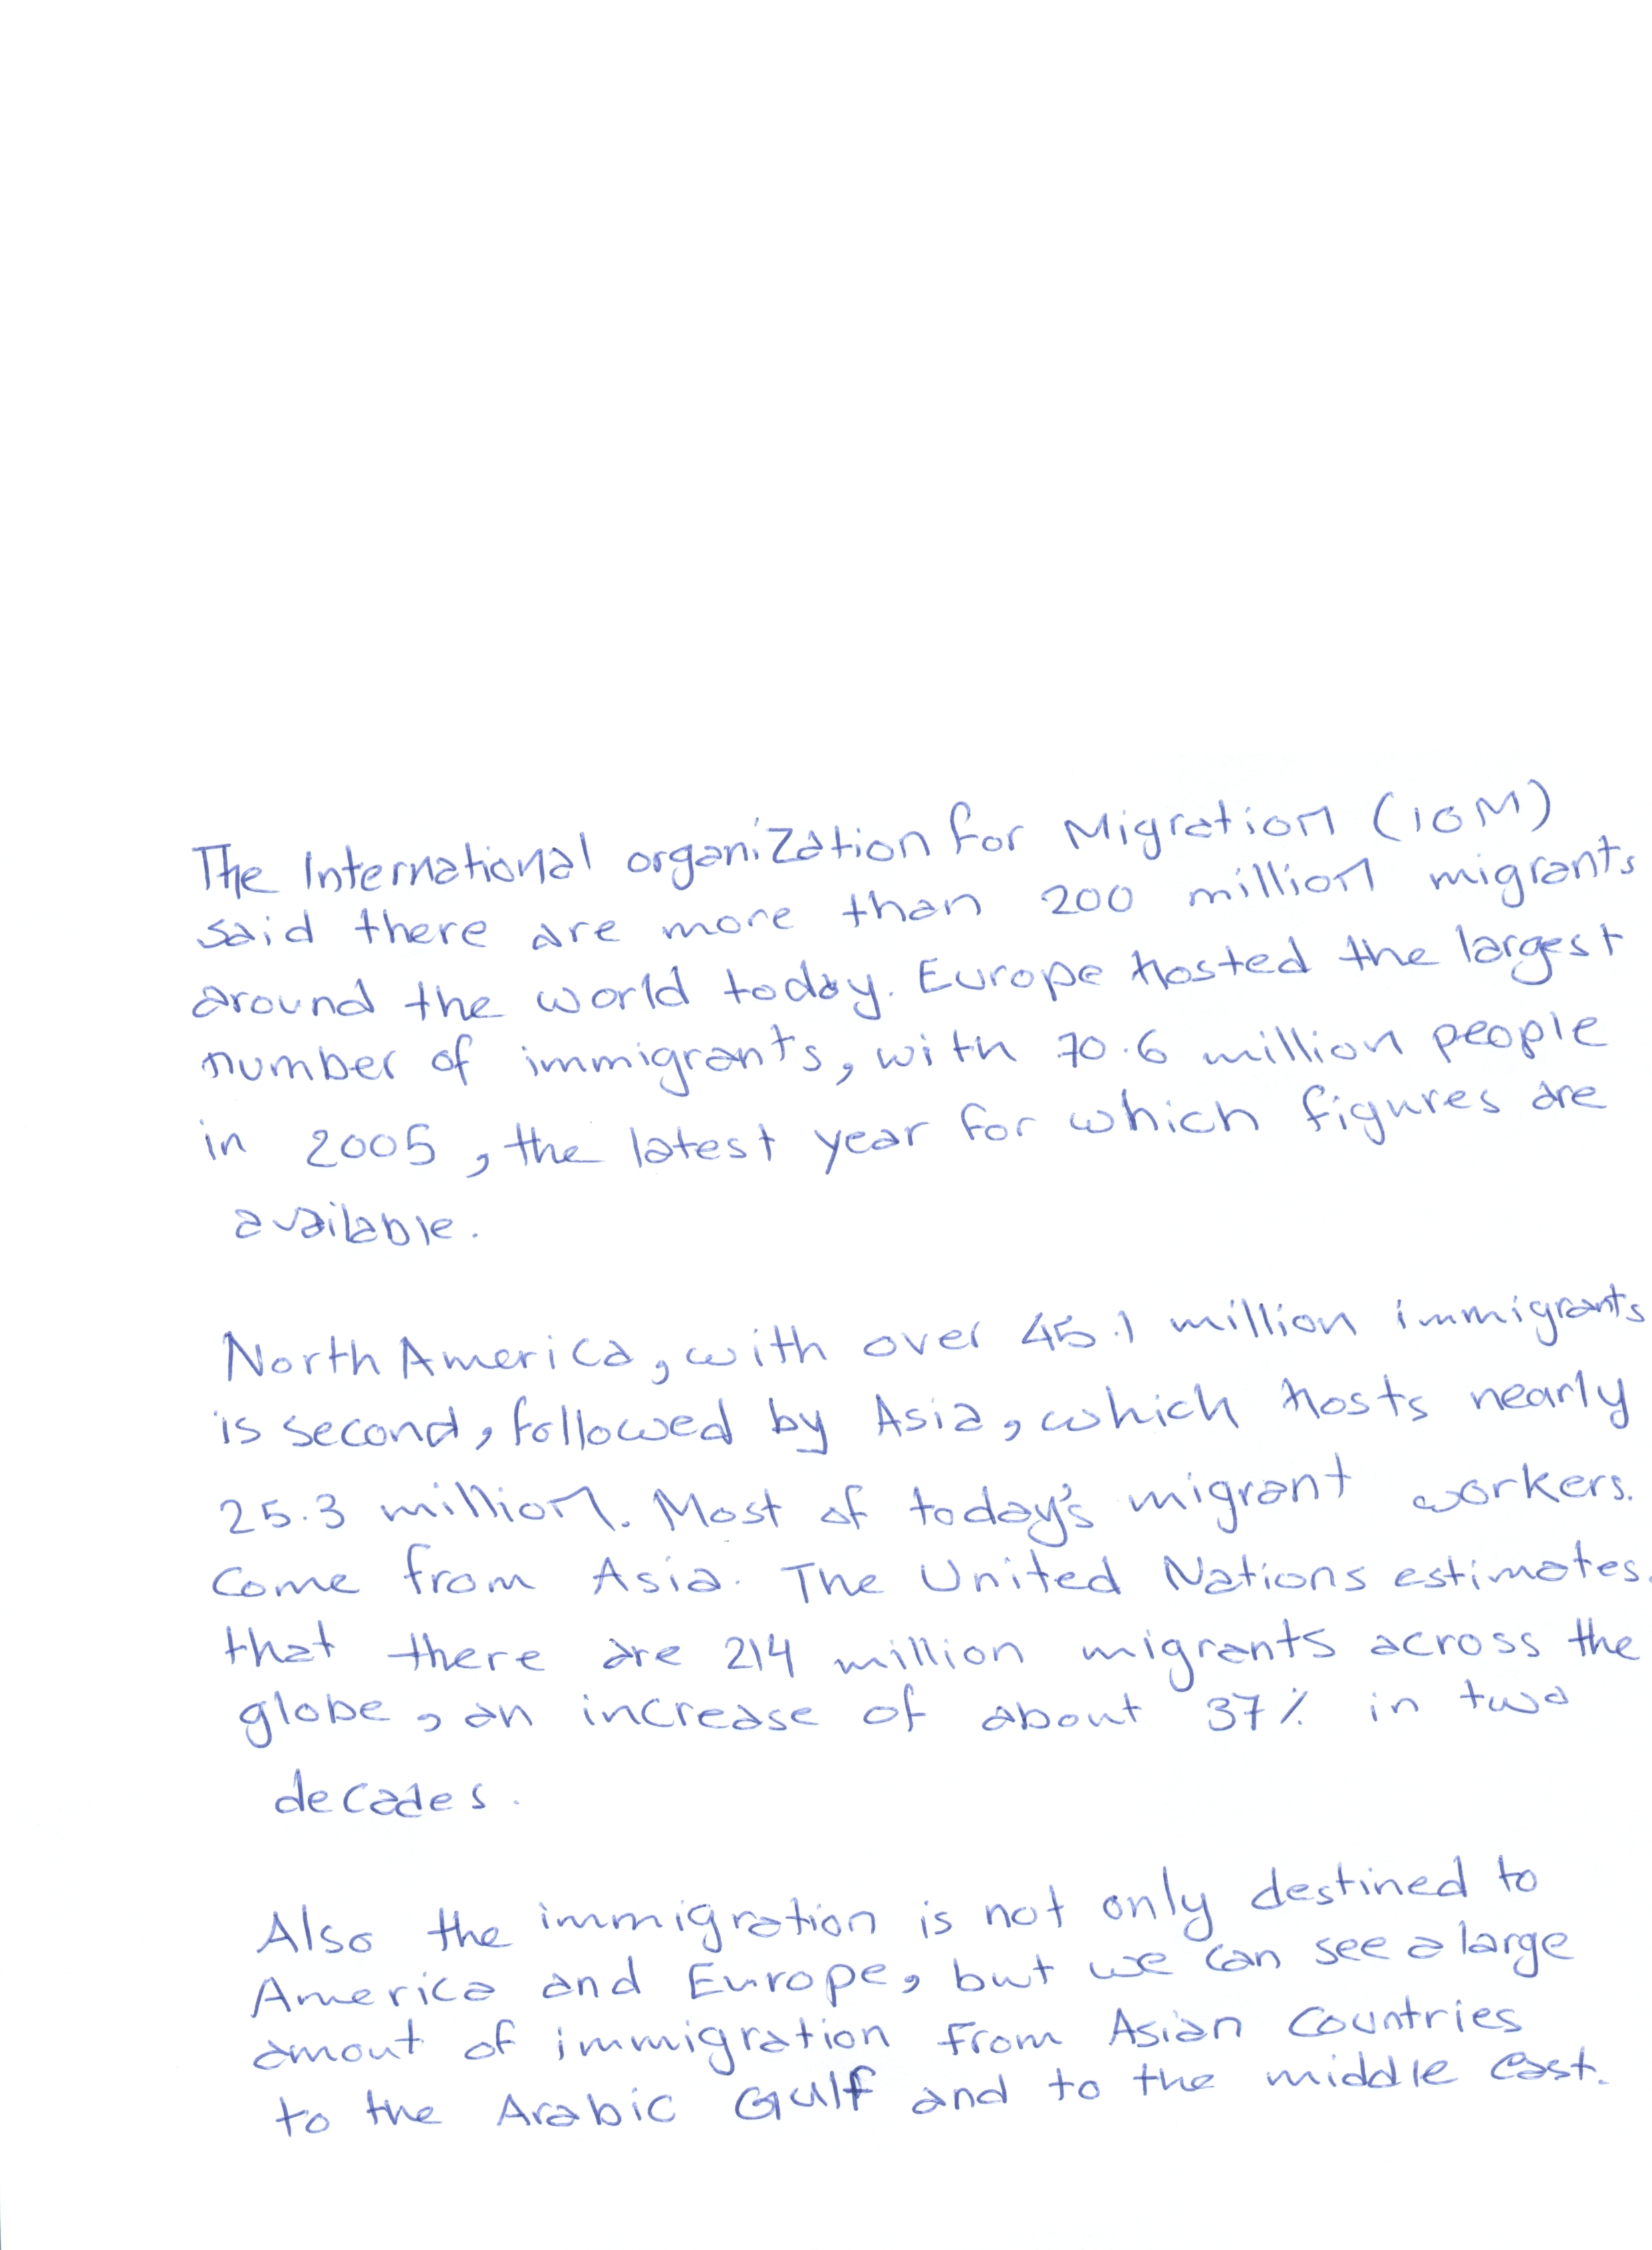 The International organization for Migration (IOM)
said there are more than 200 million migrants
around the world today. Europe hosted the largest
number of immigrants, with 70.6 million people
in 2005, the latest year for which figures are
available.
North America, with over 45.1 million immigrants
is second, followed by Asia, which hosts nearly
25.3 million. Most of today's migrant workers.
Come from Asia. The United Nations estimates.
that there are 214 million migrants across the
globe, an increase of about 37% in two
decades.
Also the immigration is not only destined to
America and Europe, but we can see a large
amout of immigration From Asian Countries
to the Arabic Gulf and to the middle East.